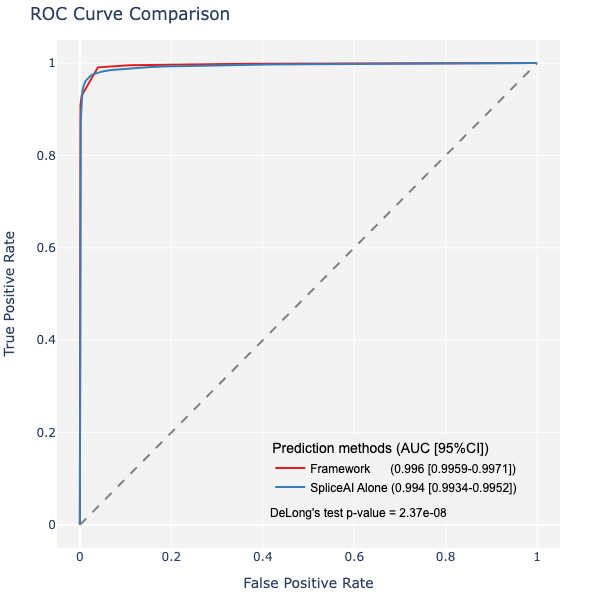 ROC Curve Comparison
1
0.8
0.6
0.4
0.2
0
True Positive Rate
Prediction methods (AUC [95%CI])
Framework (0.996 [0.9959-0.9971])
SpliceAI Alone (0.994 [0.9934-0.9952])
DeLong's test p-value = 2.37e-08
0 0.2 0.4 0.6 0.8 1
False Positive Rate